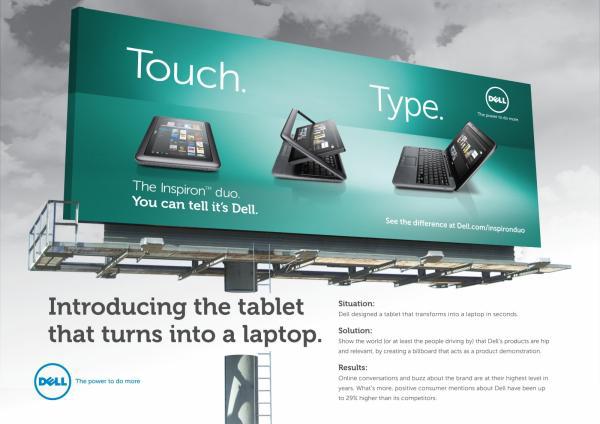 Touch.
Type.
DELL
The power to do more
The Inspiron™ duo.
You can tell it's Dell.
See the difference at Dell.com/inspironduo
Introducing the tablet
that turns into a laptop.
DELL
The power to do more
Situation:
Dell designed a tablet that transforms into a laptop in seconds.
Solution:
Show the world (or at least the people driving by) that Dell's products are hip
and relevant, by creating a billboard that acts as a product demonstration.
Results:
Online conversations and buzz about the brand are at their highest level in
years. What's more, positive consumer mentions about Dell have been up
to 29% higher than its competitors.